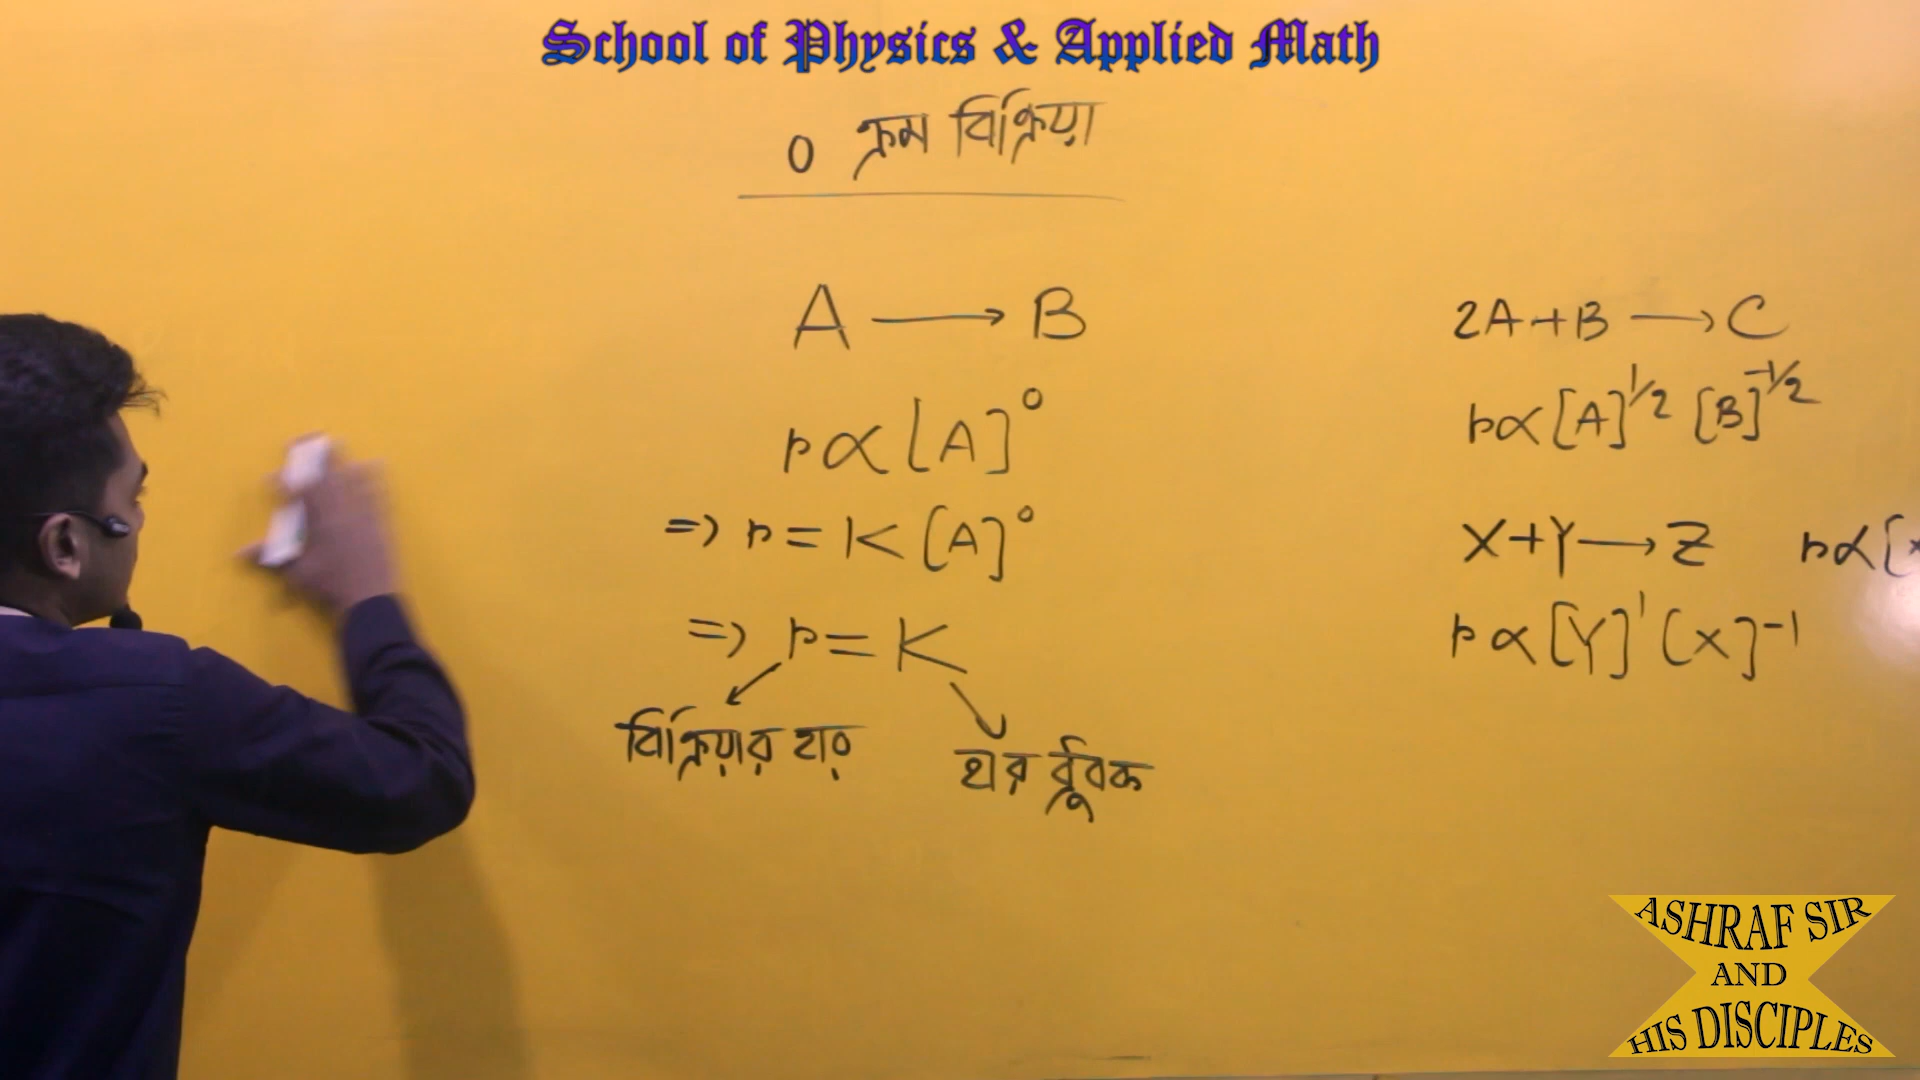 School of Physics & Applied Math
0 ক্রম বিক্রিয়া
A → B
r∝[A]⁰
=> r = K[A]⁰
=> r = K
বিক্রিয়ার হার
হার ধ্রুবক
2A+B → C
r∝[A]^1/2 [B]^-1/2
X+Y → Z r∝[x
r∝[Y]^1 [X]^-1
ASHRAF SIR
AND
HIS DISCIPLES